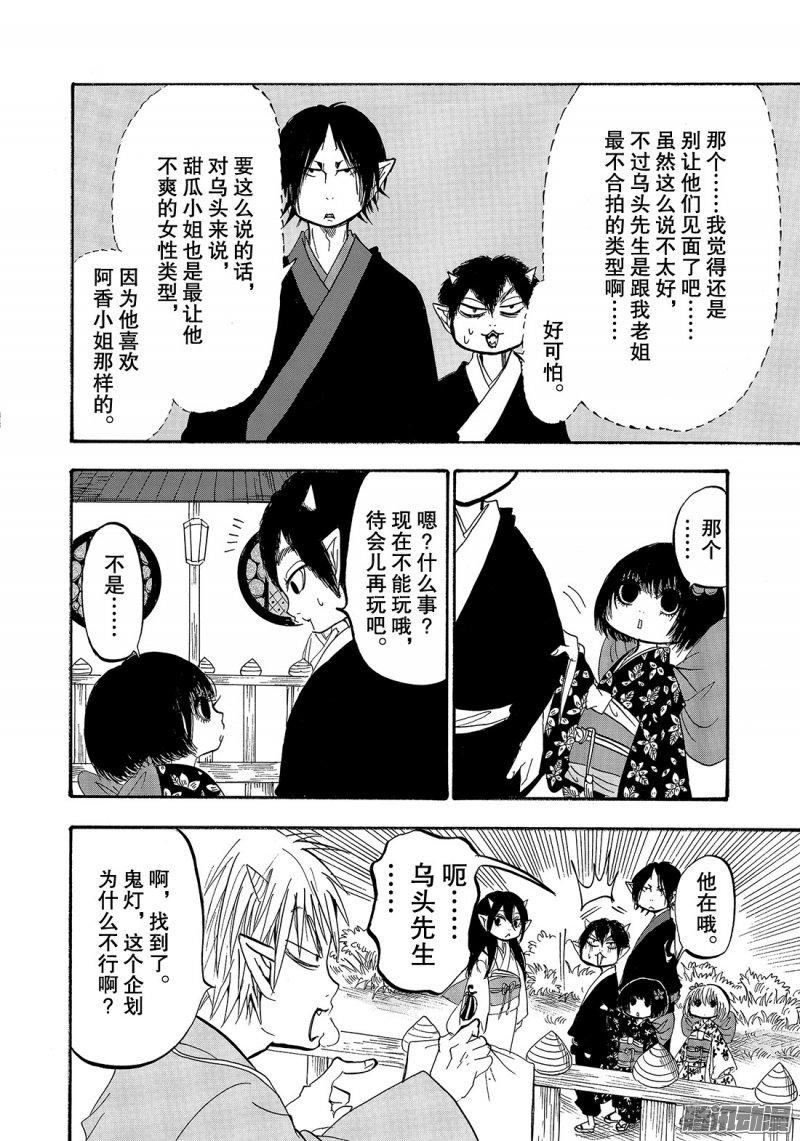 那个……我觉得还是
别让他们见面了吧……
虽然这么说不太好，
不过乌头先生是跟我老姐
最不合拍的类型啊……
好可怕。
要这么说的话，
对乌头来说，
甜瓜小姐也是最让他
不爽的女性类型，
因为他喜欢
阿香小姐那样的。
那个
……
嗯？什么事？
现在不能玩哦，
待会儿再玩吧。
不是……
他在哦。
呃……
乌头先生
……
啊，找到了。
鬼灯，这个企划
为什么不行啊？
腾讯动漫